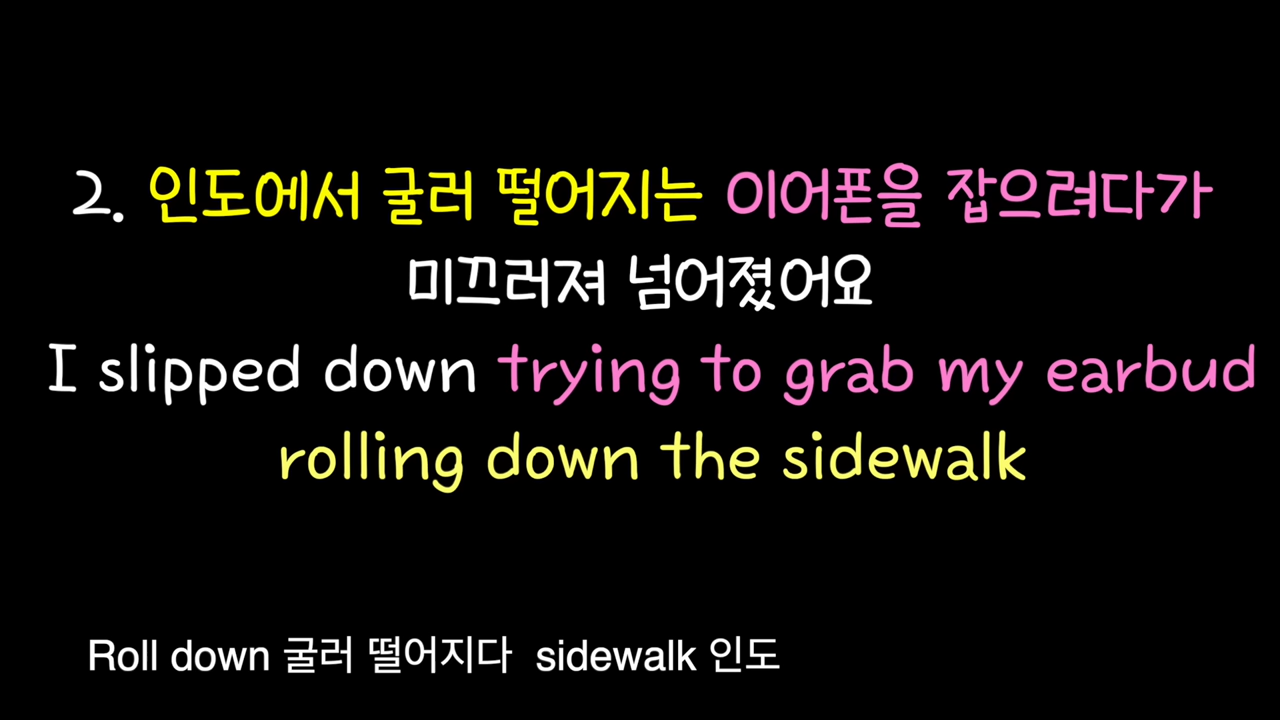 2. 인도에서 굴러 떨어지는 이어폰을 잡으려다가
미끄러져 넘어졌어요
I slipped down trying to grab my earbud
rolling down the sidewalk
Roll down 굴러 떨어지다 sidewalk 인도